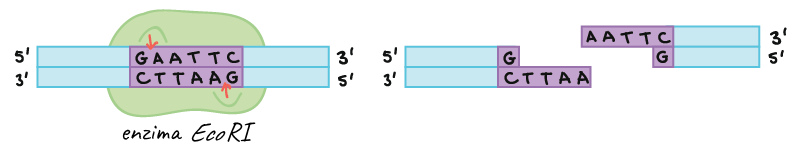 5' GAATTC 3'
3' CTTAAG 5'
enzima EcoRI
AATTC 3'
5' G G 5'
3' CTTAA